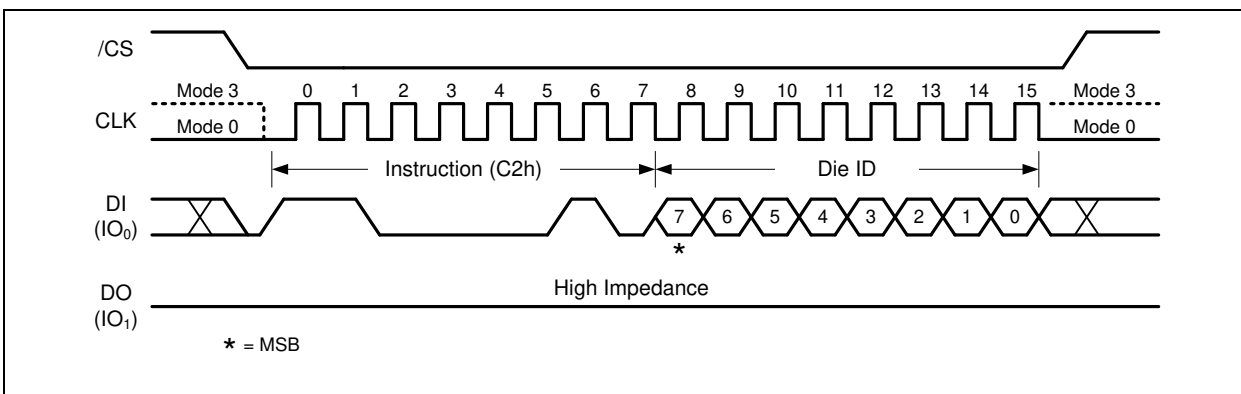 /CS
Mode 3 0 1 2 3 4 5 6 7 8 9 10 11 12 13 14 15 Mode 3
CLK
Mode 0 Mode 0
Instruction (C2h) Die ID
DI
(IO₀)
7 6 5 4 3 2 1 0
*
High Impedance
DO
(IO₁)
* = MSB